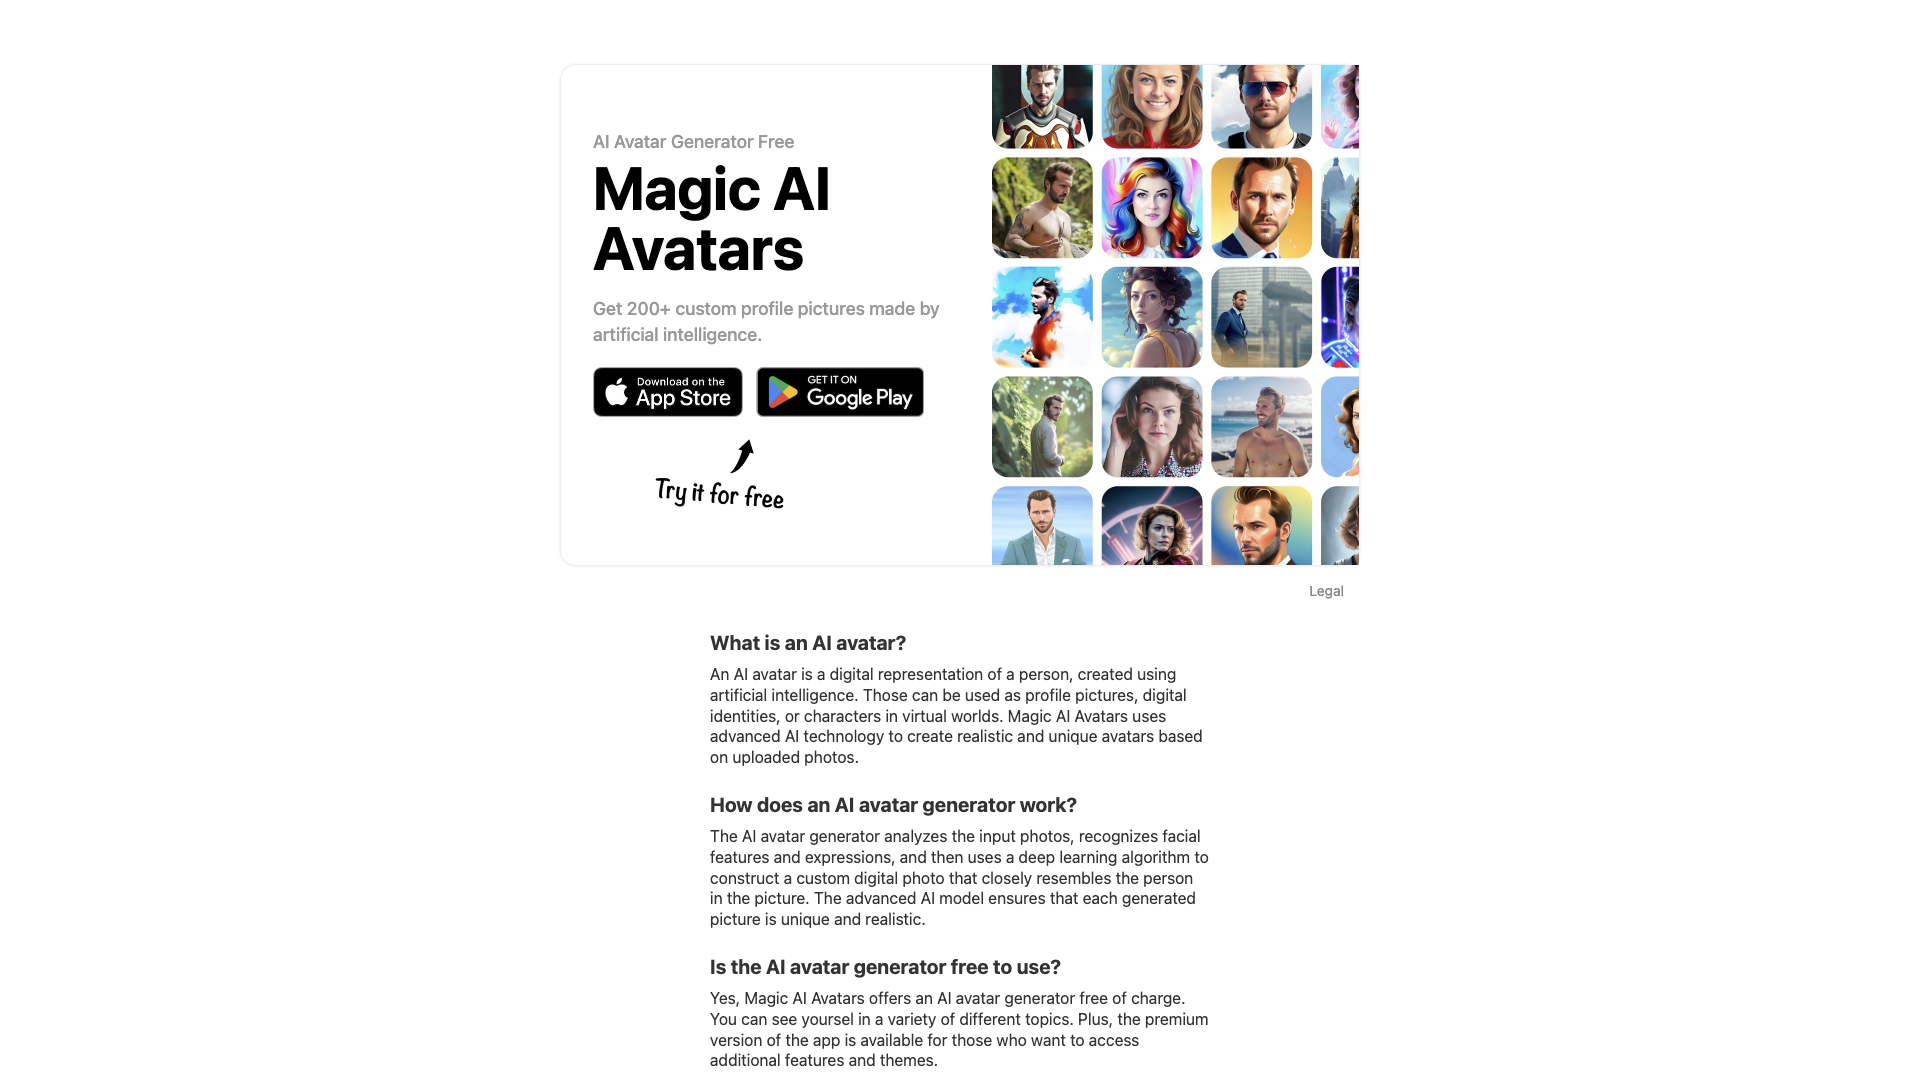 AI Avatar Generator Free
Magic AI
Avatars
Get 200+ custom profile pictures made by
artificial intelligence.
Download on the
App Store
GET IT ON
Google Play
Try it for free
Legal
What is an AI avatar?
An AI avatar is a digital representation of a person, created using
artificial intelligence. Those can be used as profile pictures, digital
identities, or characters in virtual worlds. Magic AI Avatars uses
advanced AI technology to create realistic and unique avatars based
on uploaded photos.
How does an AI avatar generator work?
The AI avatar generator analyzes the input photos, recognizes facial
features and expressions, and then uses a deep learning algorithm to
construct a custom digital photo that closely resembles the person
in the picture. The advanced AI model ensures that each generated
picture is unique and realistic.
Is the AI avatar generator free to use?
Yes, Magic AI Avatars offers an AI avatar generator free of charge.
You can see yoursel in a variety of different topics. Plus, the premium
version of the app is available for those who want to access
additional features and themes.